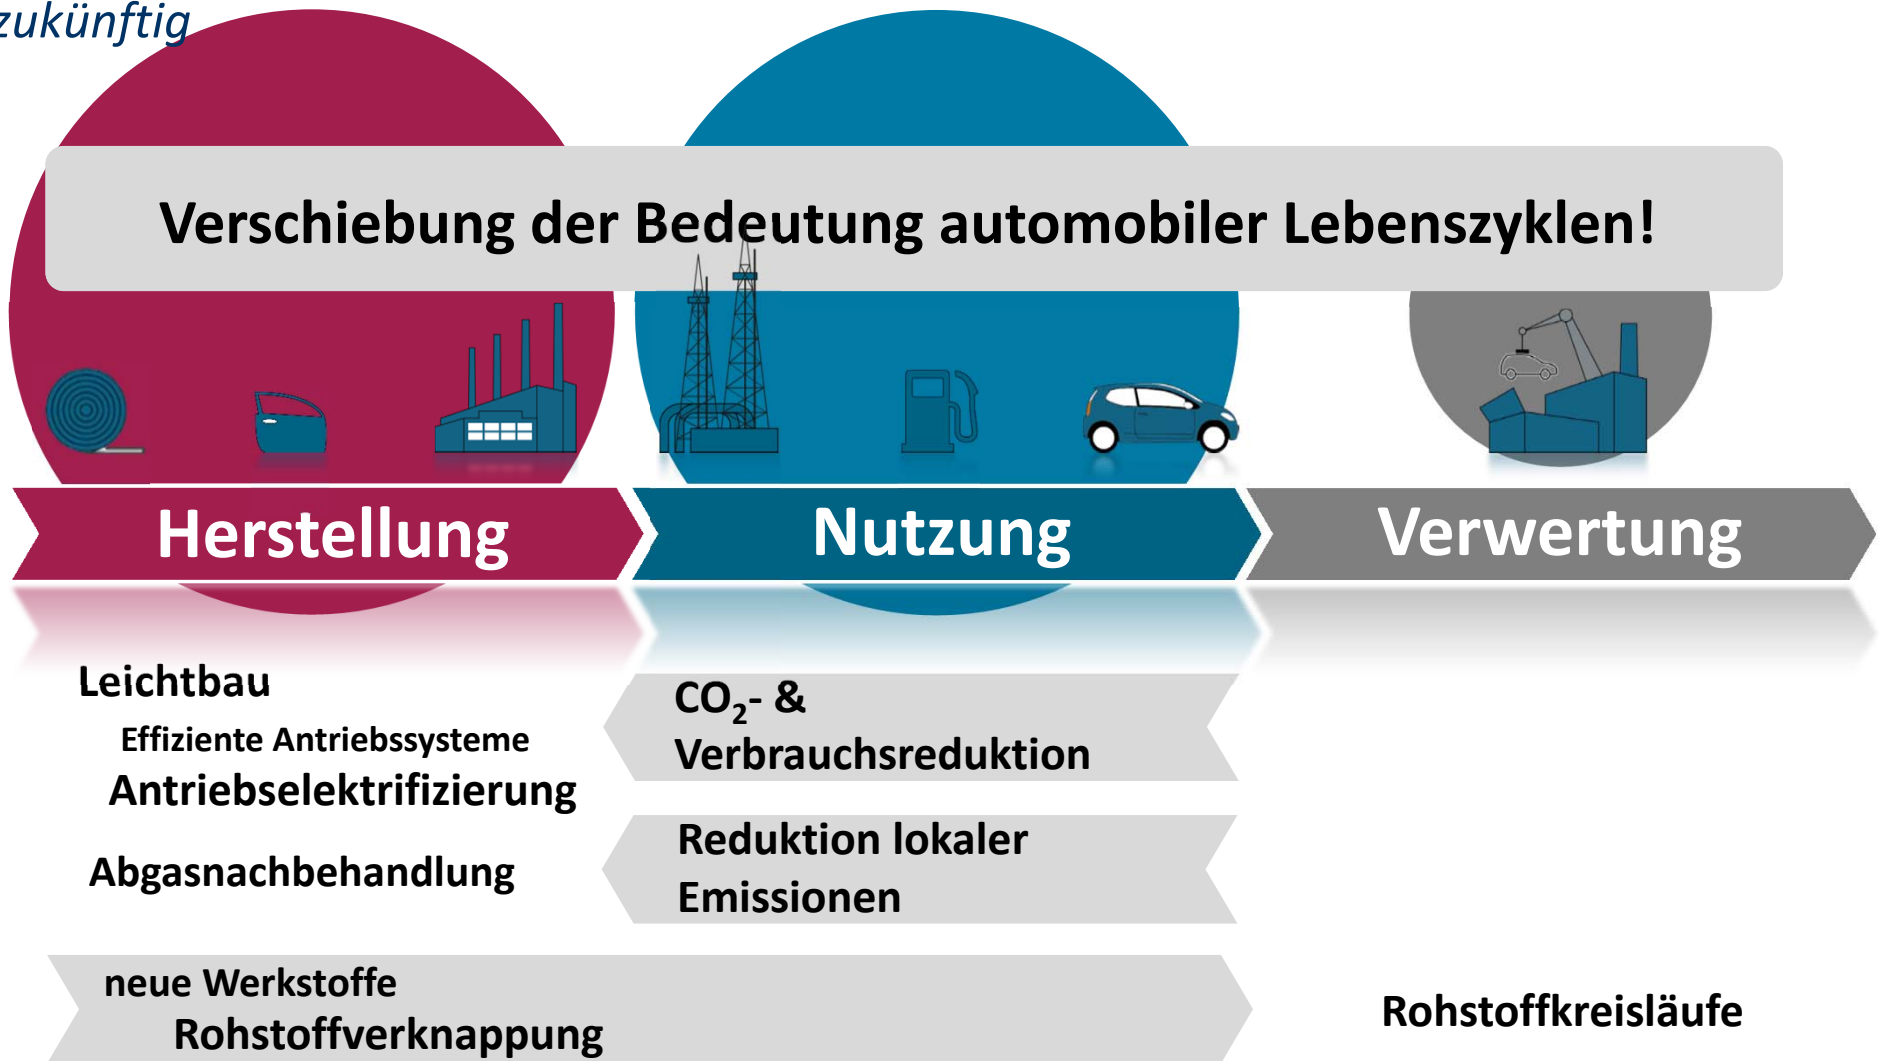 zukünftig
Verschiebung der Bedeutung automobiler Lebenszyklen!
Herstellung
Nutzung
Verwertung
Leichtbau
Effiziente Antriebssysteme
Antriebselektrifizierung
Abgasnachbehandlung
CO₂- &
Verbrauchsreduktion
Reduktion lokaler
Emissionen
neue Werkstoffe
Rohstoffverknappung
Rohstoffkreisläufe